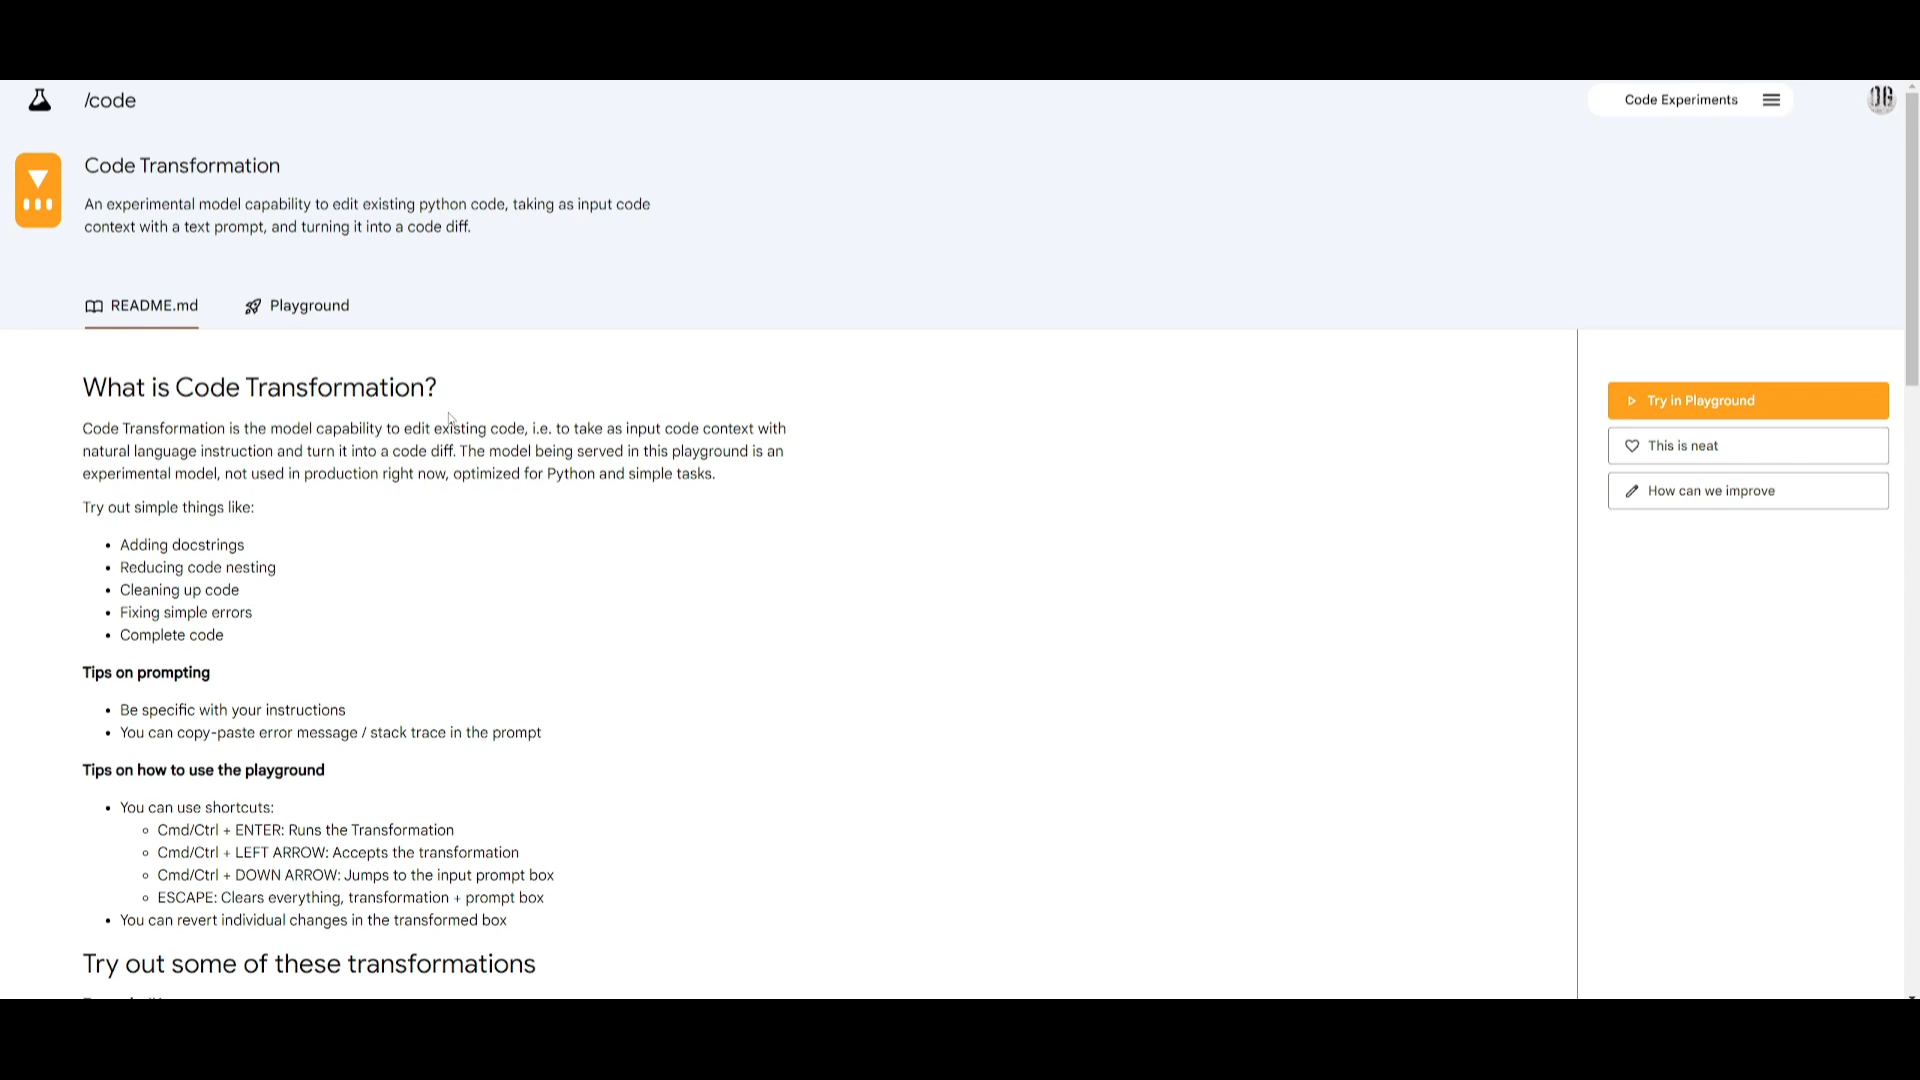 /code
Code Experiments
Code Transformation
An experimental model capability to edit existing python code, taking as input code
context with a text prompt, and turning it into a code diff.
README.md
Playground
What is Code Transformation?
Code Transformation is the model capability to edit existing code, i.e. to take as input code context with
natural language instruction and turn it into a code diff. The model being served in this playground is an
experimental model, not used in production right now, optimized for Python and simple tasks.
Try out simple things like:
• Adding docstrings
• Reducing code nesting
• Cleaning up code
• Fixing simple errors
• Complete code
Tips on prompting
• Be specific with your instructions
• You can copy-paste error message / stack trace in the prompt
Tips on how to use the playground
• You can use shortcuts:
◦ Cmd/Ctrl + ENTER: Runs the Transformation
◦ Cmd/Ctrl + LEFT ARROW: Accepts the transformation
◦ Cmd/Ctrl + DOWN ARROW: Jumps to the input prompt box
◦ ESCAPE: Clears everything, transformation + prompt box
• You can revert individual changes in the transformed box
Try out some of these transformations
Try in Playground
This is neat
How can we improve